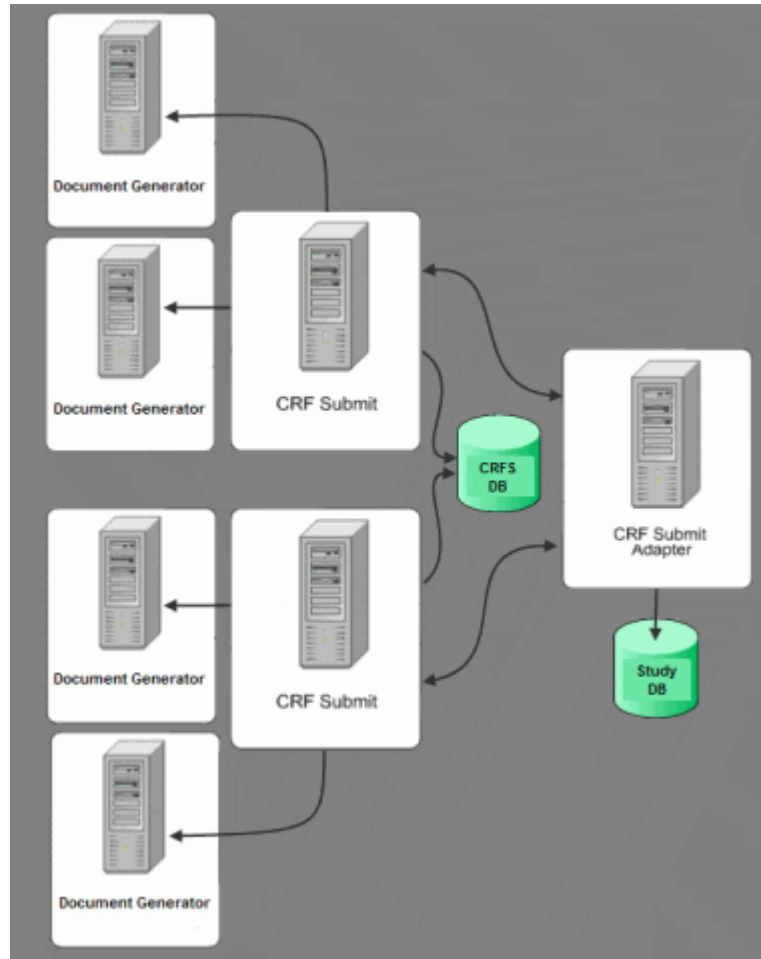 Document Generator
Document Generator
CRF Submit
CRFS
DB
CRF Submit
Adapter
Document Generator
CRF Submit
Study
DB
Document Generator